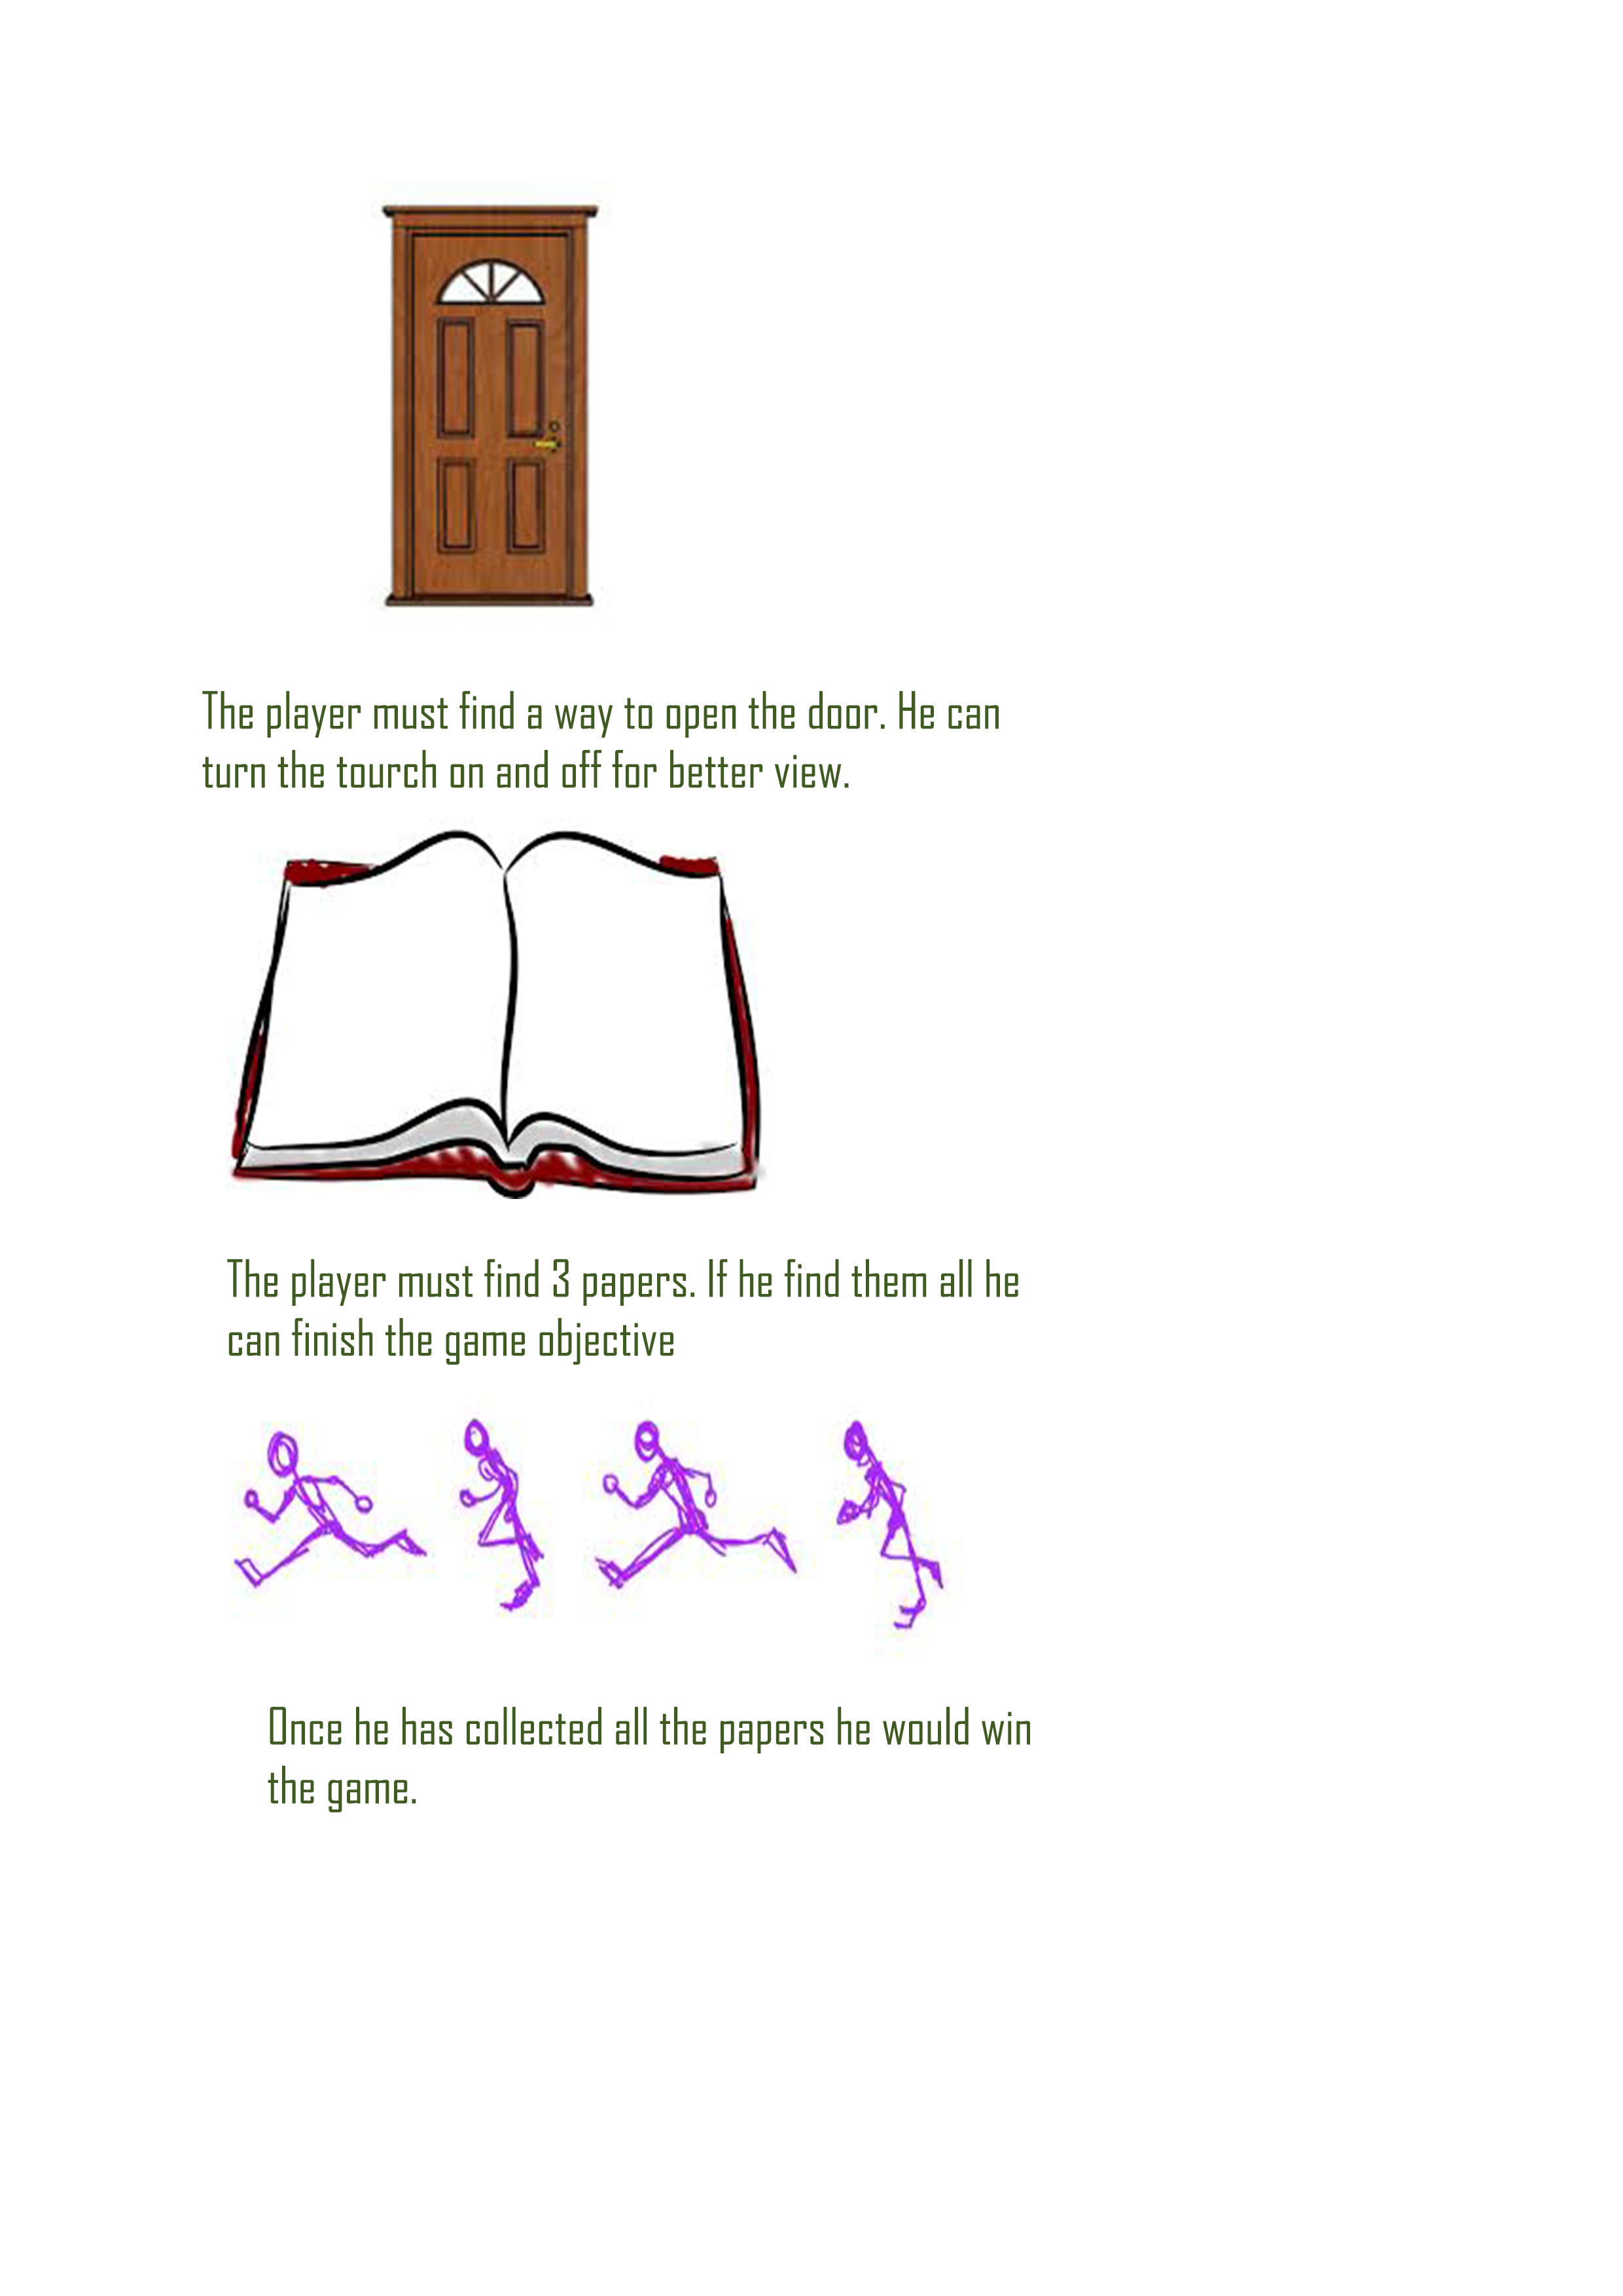 The player must find a way to open the door. He can
turn the tourch on and off for better view.
The player must find 3 papers. If he find them all he
can finish the game objective
Once he has collected all the papers he would win
the game.